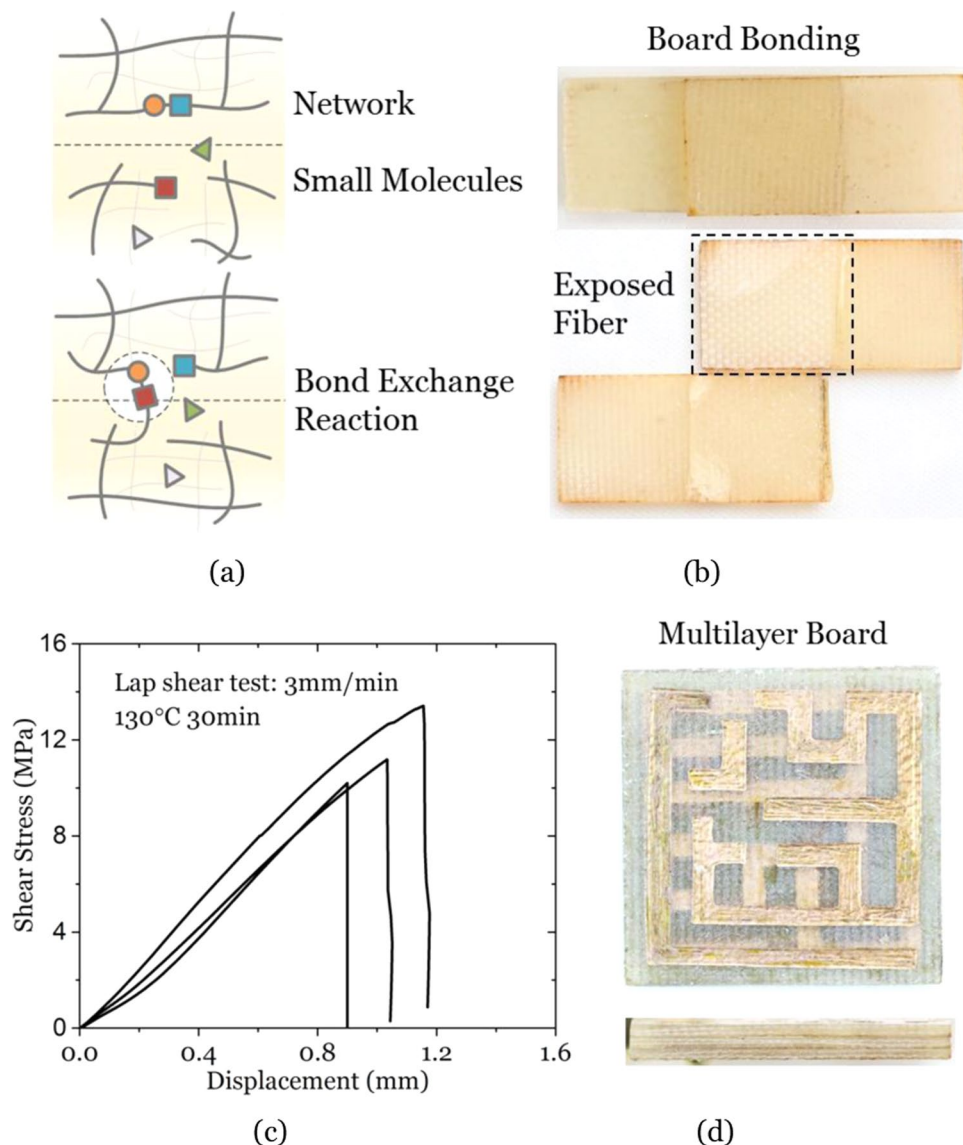 Network
Small Molecules
Bond Exchange
Reaction
(a)
Board Bonding
Exposed
Fiber
(b)
16
12
8
4
0
Shear Stress (MPa)
Lap shear test: 3mm/min
130°C 30min
0.0 0.4 0.8 1.2 1.6
Displacement (mm)
(c)
Multilayer Board
(d)